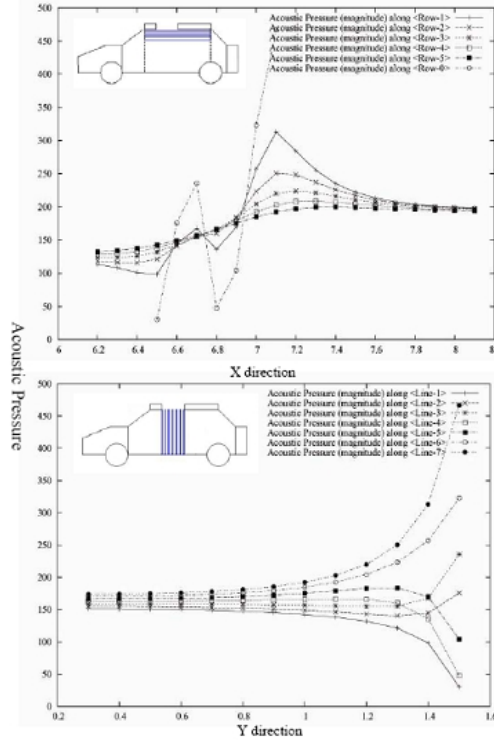 500
450
400
350
300
250
200
150
100
50
0
Acoustic Pressure (magnitude) along <Row-1>
Acoustic Pressure (magnitude) along <Row-2>
Acoustic Pressure (magnitude) along <Row-3>
Acoustic Pressure (magnitude) along <Row-4>
Acoustic Pressure (magnitude) along <Row-5>
Acoustic Pressure (magnitude) along
6 6.2 6.4 6.6 6.8 7 7.2 7.4 7.6 7.8 8 8.2
X direction
Acoustic Pressure
500
450
400
350
300
250
200
150
100
50
0
Acoustic Pressure (magnitude) along <Line-1>
Acoustic Pressure (magnitude) along <Line-2>
Acoustic Pressure (magnitude) along <Line-3>
Acoustic Pressure (magnitude) along <Line-4>
Acoustic Pressure (magnitude) along <Line-5>
Acoustic Pressure (magnitude) along <Line-6>
Acoustic Pressure (magnitude) along <Line-7>
0.2 0.4 0.6 0.8 1 1.2 1.4 1.6
Y direction